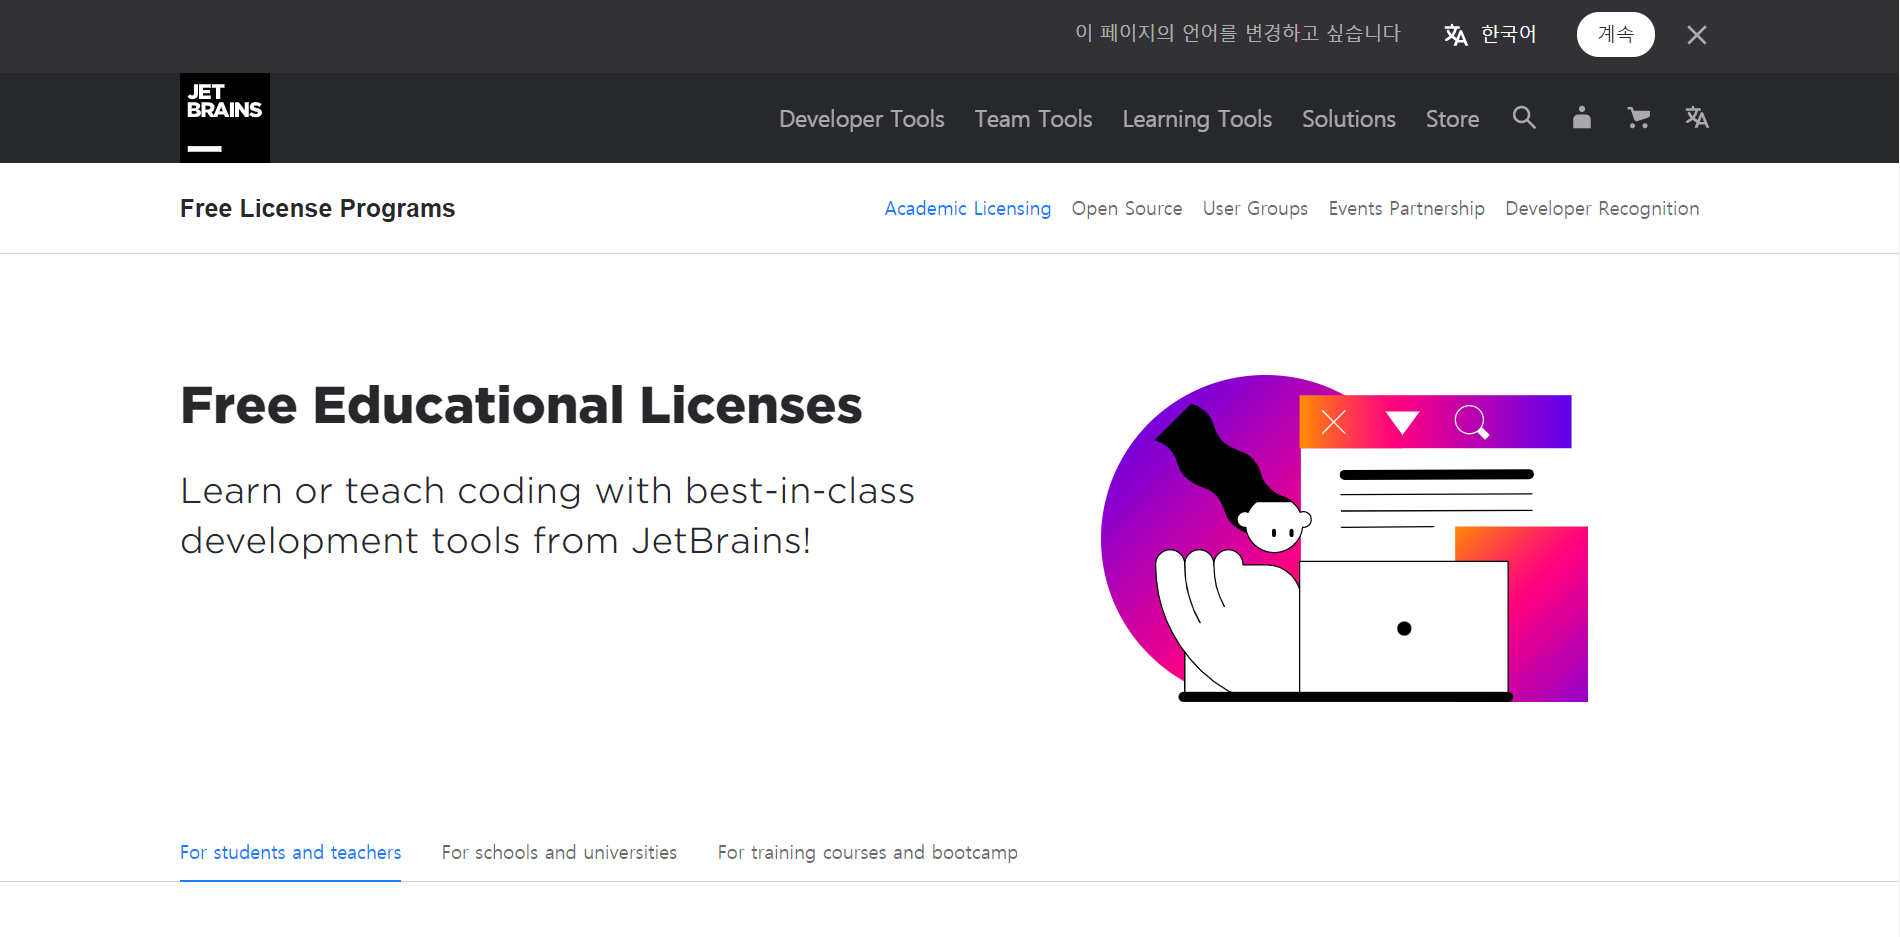 이 페이지의 언어를 변경하고 싶습니다 한국어 계속
JET
BRAINS
Developer Tools Team Tools Learning Tools Solutions Store
Free License Programs Academic Licensing Open Source User Groups Events Partnership Developer Recognition
Free Educational Licenses
Learn or teach coding with best-in-class
development tools from JetBrains!
For students and teachers For schools and universities For training courses and bootcamp